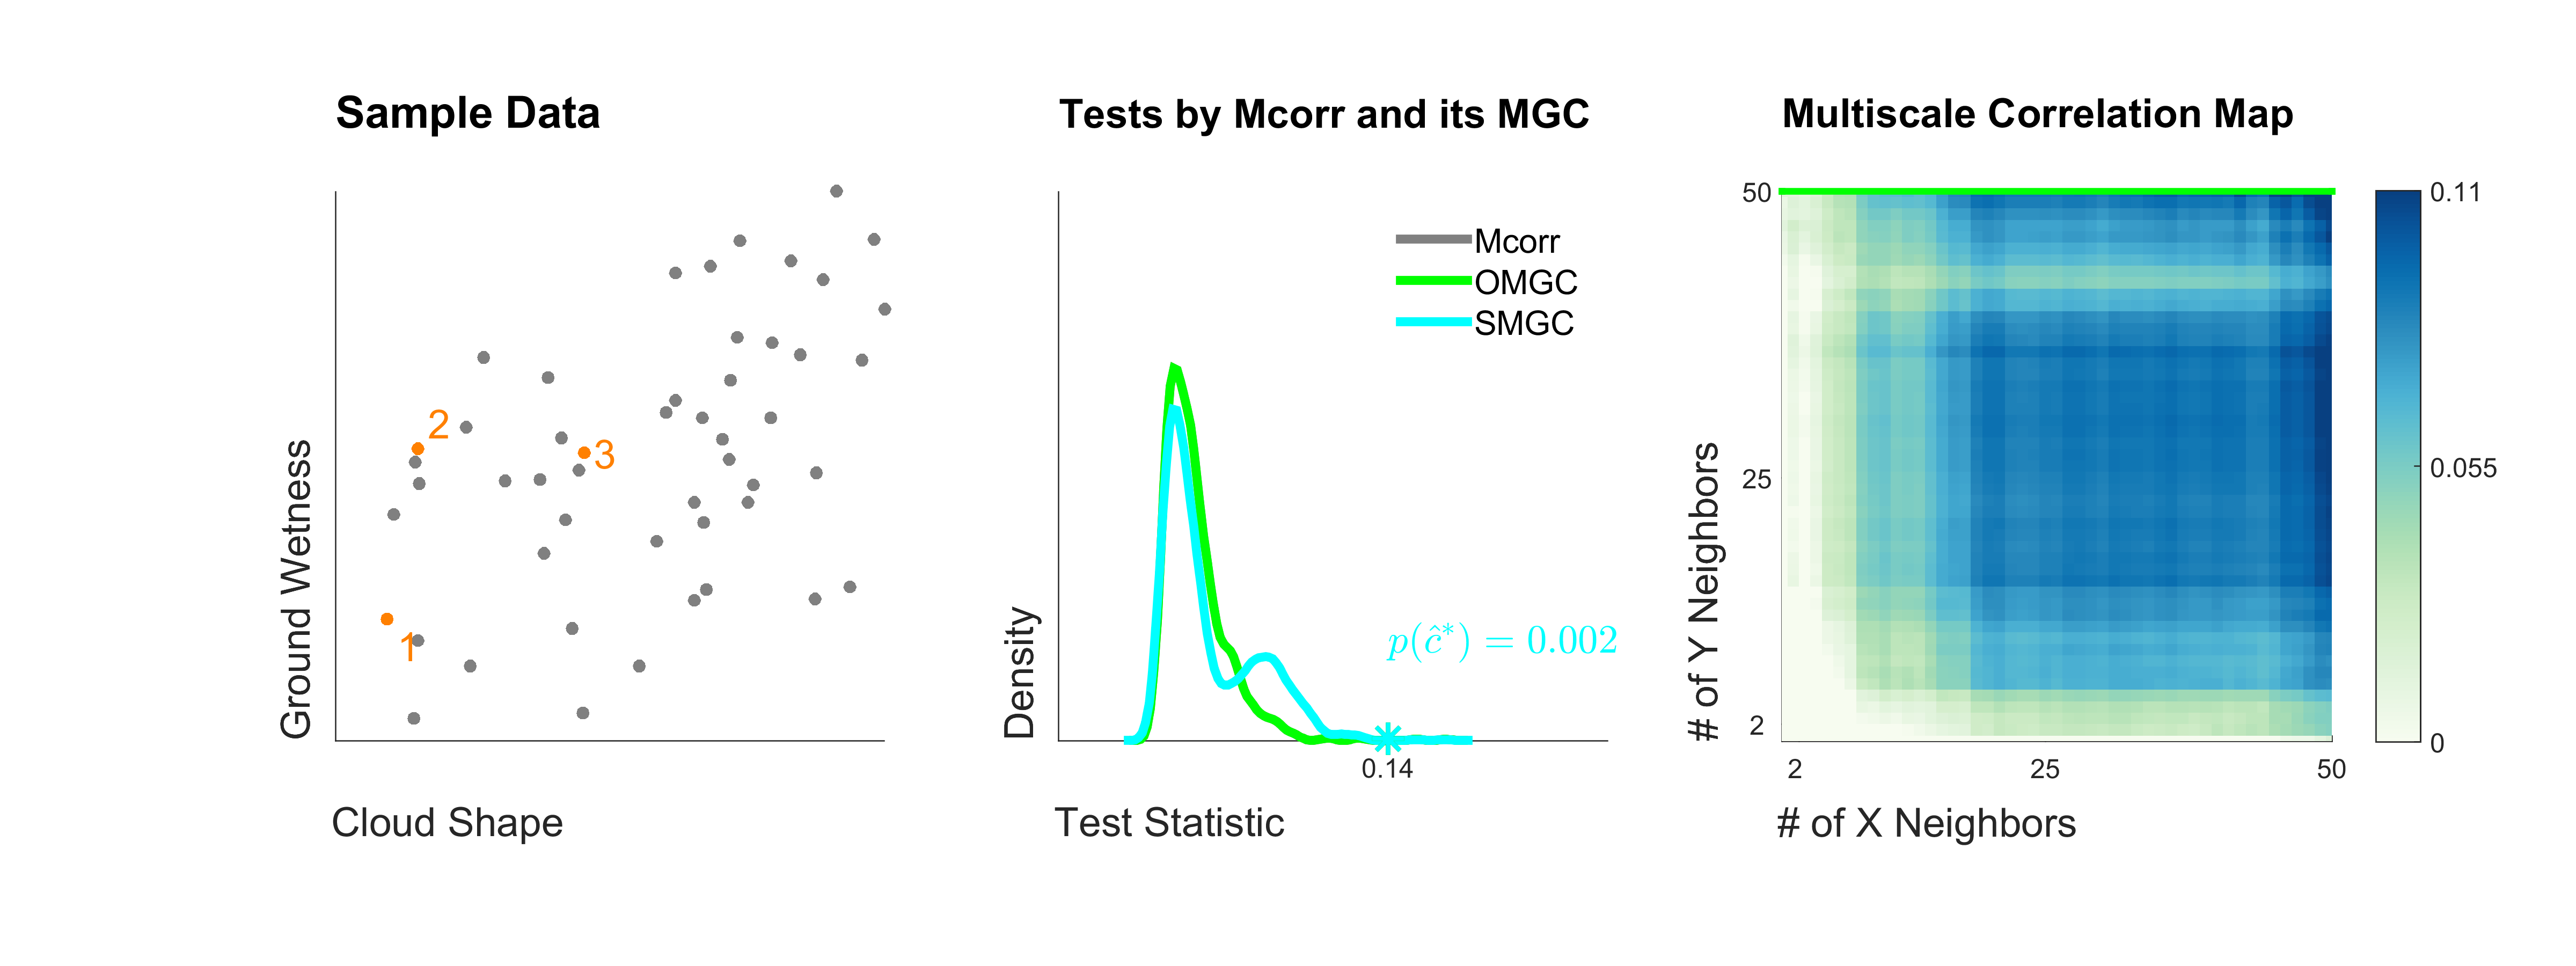 Sample Data
Ground Wetness
2
3
1
Cloud Shape
Tests by Mcorr and its MGC
Mcorr
OMGC
SMGC
Density
p(ĉ*) = 0.002
0.14
Test Statistic
Multiscale Correlation Map
# of Y Neighbors
50
25
2
2 25 50
# of X Neighbors
0.11
0.055
0